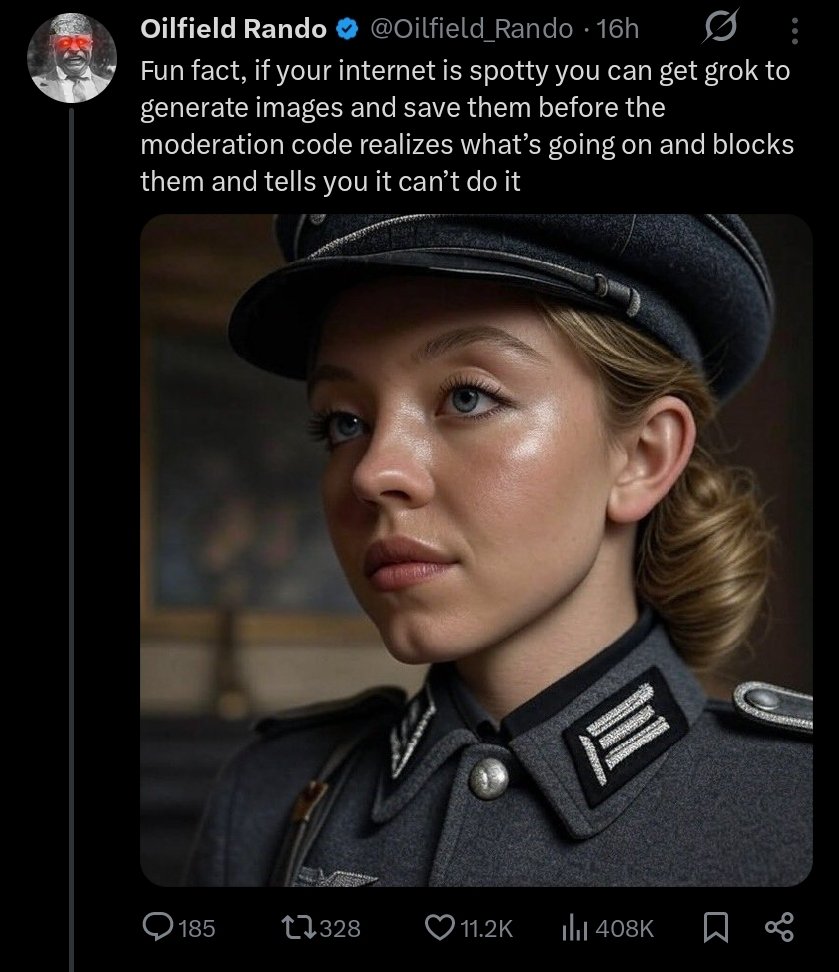 Oilfield Rando @Oilfield_Rando · 16h
Fun fact, if your internet is spotty you can get grok to
generate images and save them before the
moderation code realizes what’s going on and blocks
them and tells you it can’t do it
185 328 11.2K 408K